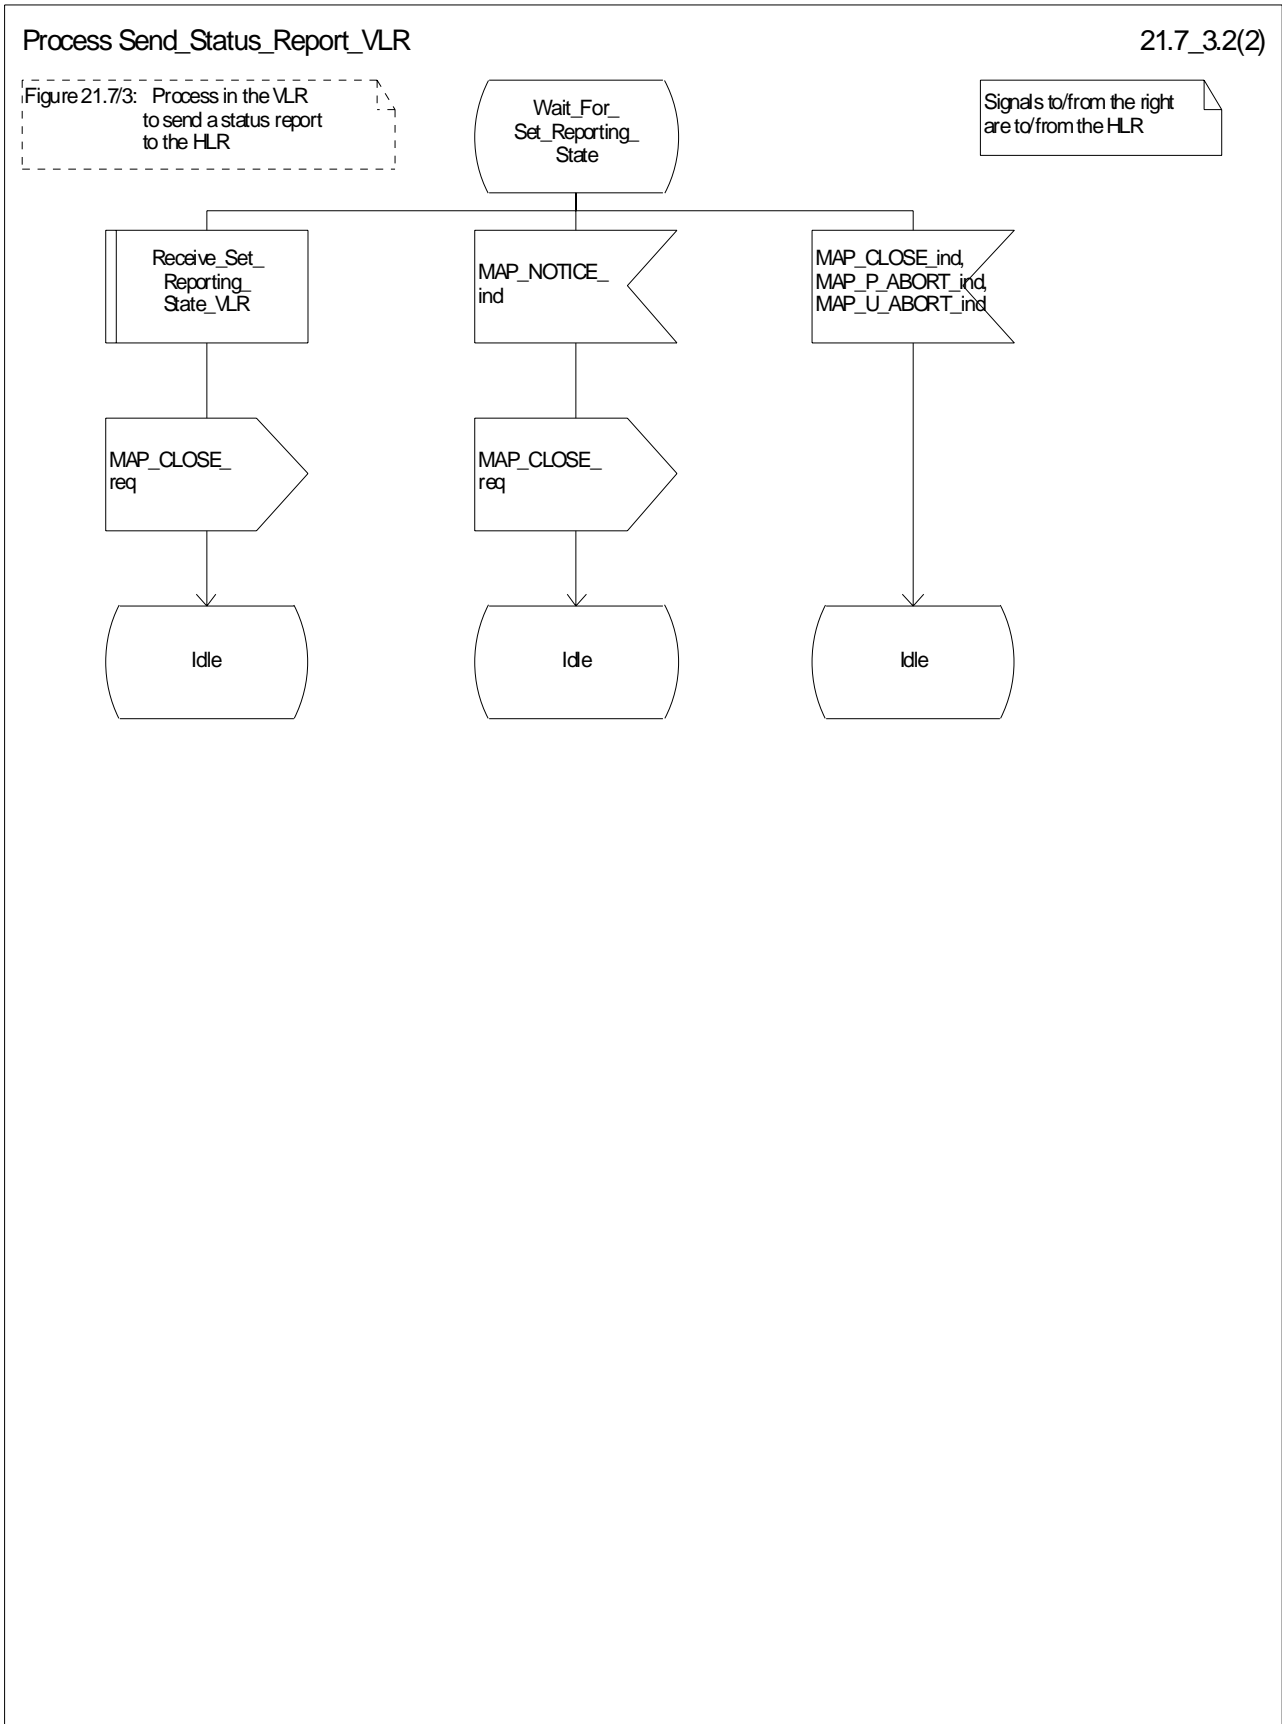 Process Send_Status_Report_VLR
21.7_3.2(2)
Figure 21.7/3: Process in the VLR
to send a status report
to the HLR
Wait_For_
Set_Reporting_
State
Signals to/from the right
are to/from the HLR
Receive_Set_
Reporting_
State_VLR
MAP_NOTICE_
ind
MAP_CLOSE_ind,
MAP_P_ABORT_ind,
MAP_U_ABORT_ind
MAP_CLOSE_
req
MAP_CLOSE_
req
Idle
Idle
Idle